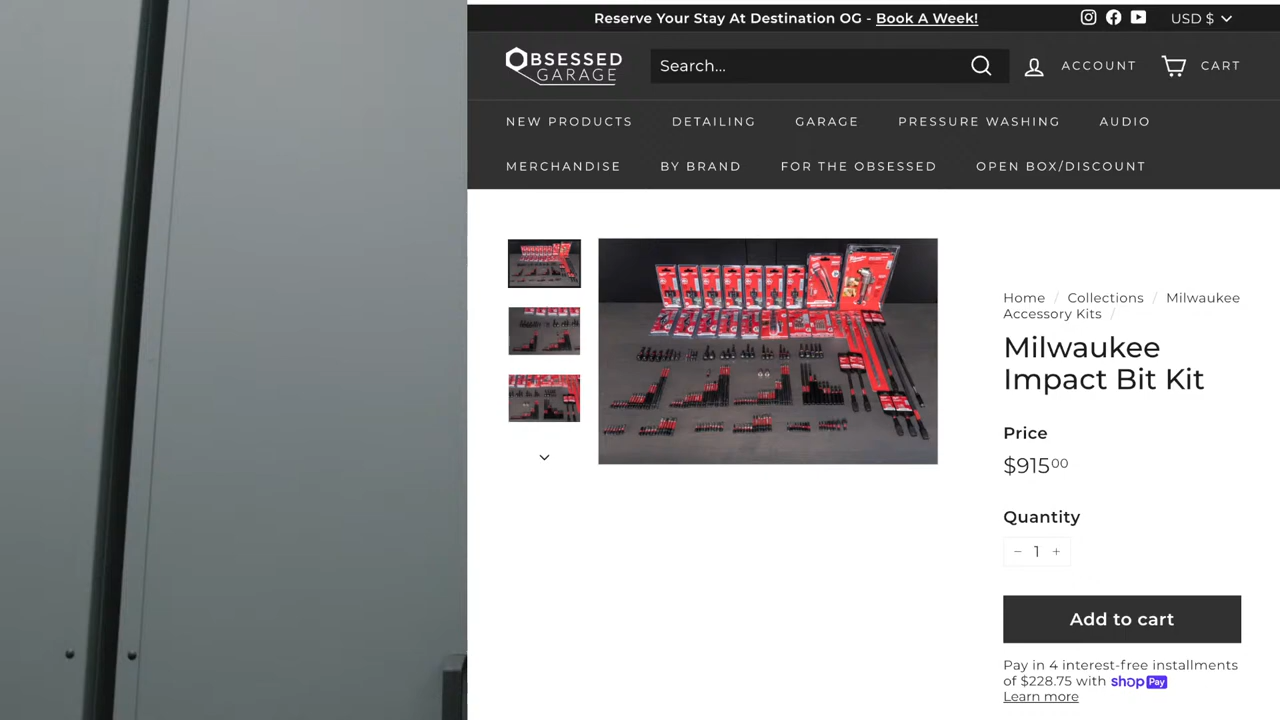 Reserve Your Stay At Destination OG - Book A Week!
USD $
OBSESSED
GARAGE
Search...
ACCOUNT
CART
NEW PRODUCTS
DETAILING
GARAGE
PRESSURE WASHING
AUDIO
MERCHANDISE
BY BRAND
FOR THE OBSESSED
OPEN BOX/DISCOUNT
Home / Collections / Milwaukee
Accessory Kits /
Milwaukee
Impact Bit Kit
Price
$915 00
Quantity
− 1 +
Add to cart
Pay in 4 interest-free installments
of $228.75 with shop Pay
Learn more